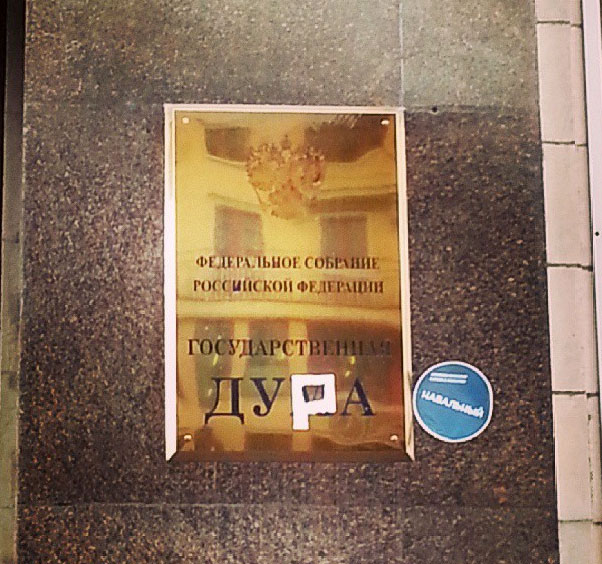 ФЕДЕРАЛЬНОЕ СОБРАНИЕ
РОССИЙСКОЙ ФЕДЕРАЦИИ
ГОСУДАРСТВЕННАЯ
ДУРА
НАВАЛЬНЫЙ